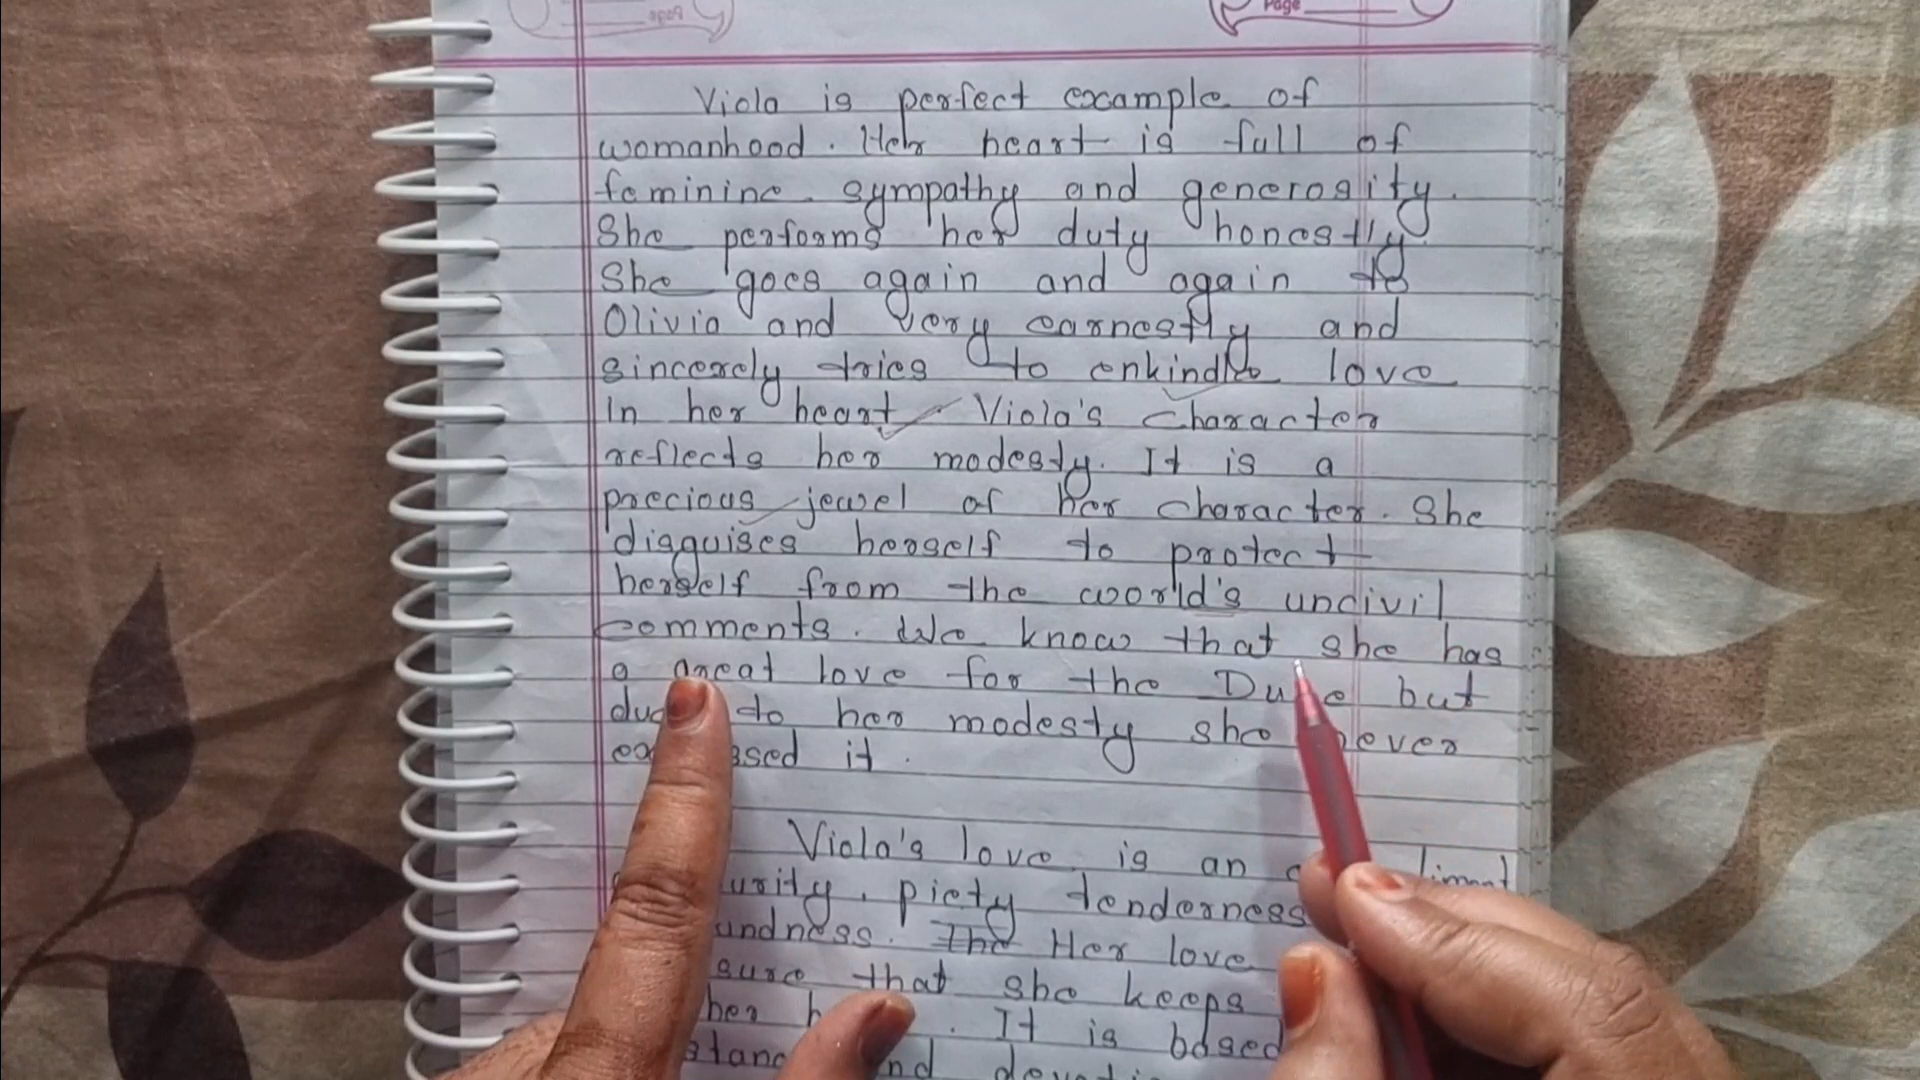 Page
Viola is perfect example of
womanhood. Her heart is full of
feminine sympathy and generosity.
She performs her duty honestly.
She goes again and again to
Olivia and very earnestly and
sincerely tries to enkindle love
in her heart. Viola's character
reflects her modesty. It is a
precious jewel of her character. She
disguises herself to protect
herself from the world's uncivil
comments. We know that she has
a great love for the Duke but
due to her modesty she never
it.
Viola's love is an
piety tenderness
The Her love
that she keeps
her. It is based